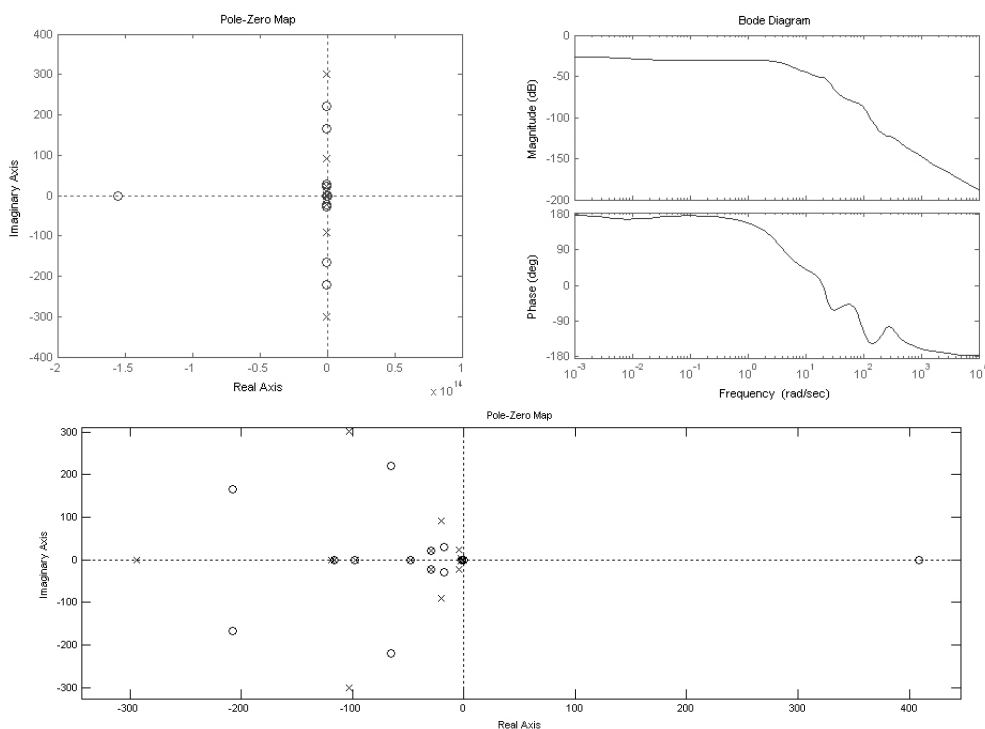 Pole-Zero Map
400
300
200
100
0
-100
-200
-300
-400
Imaginary Axis
-2 -1.5 -1 -0.5 0 0.5 1
Real Axis
× 10^14
Bode Diagram
0
-50
-100
-150
-200
Magnitude (dB)
180
90
0
-90
-180
Phase (deg)
10^-3 10^-2 10^-1 10^0 10^1 10^2 10^3 10^4
Frequency (rad/sec)
Pole-Zero Map
300
200
100
0
-100
-200
-300
Imaginary Axis
-300 -200 -100 0 100 200 300 400
Real Axis